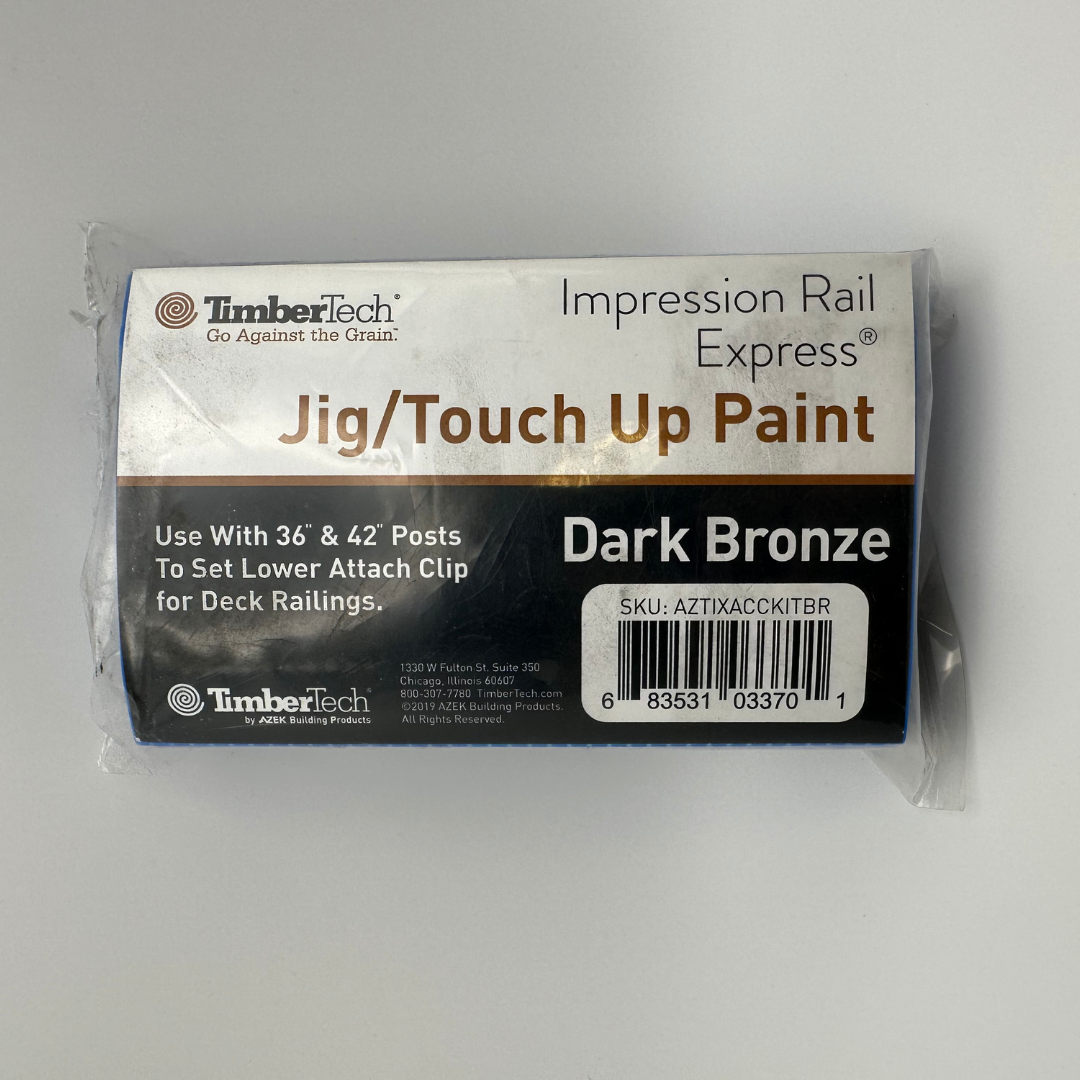 TimberTech®
Go Against the Grain.™
Impression Rail
Express®
Jig/Touch Up Paint
Use With 36" & 42" Posts
To Set Lower Attach Clip
for Deck Railings.
Dark Bronze
SKU: AZTIXACCKITBR
6 83531 03370 1
TimberTech®
by AZEK Building Products
1330 W Fulton St. Suite 350
Chicago, Illinois 60607
800-307-7780 TimberTech.com
©2019 AZEK Building Products.
All Rights Reserved.